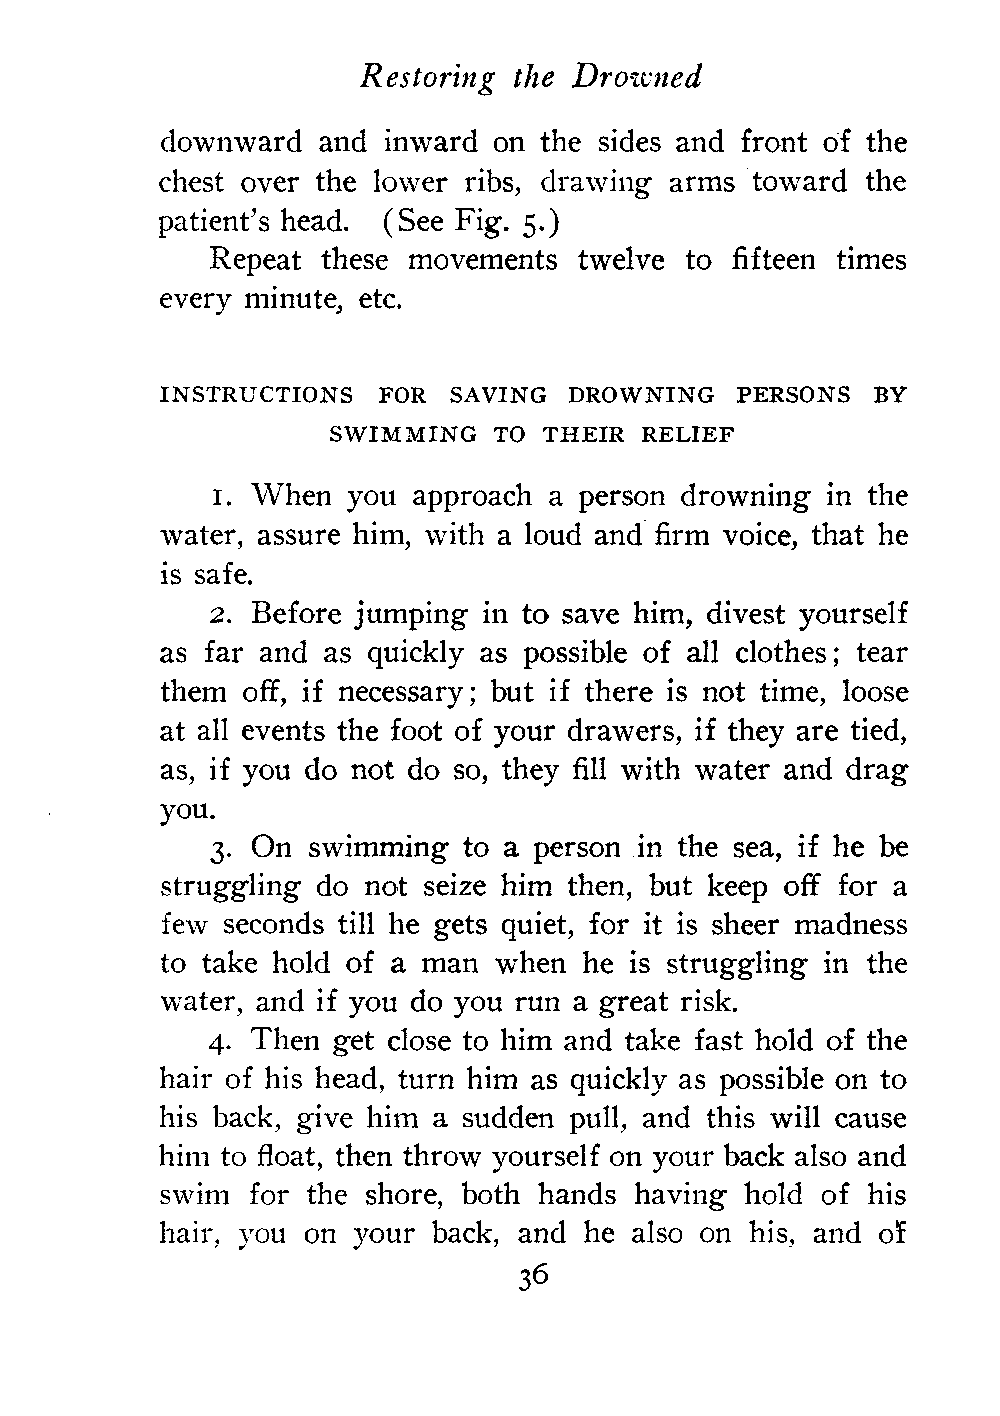 Restoring the Drowned
downward and inward on the sides and front of the
chest over the lower ribs, drawing arms toward the
patient's head. (See Fig. 5.)
Repeat these movements twelve to fifteen times
every minute, etc.
INSTRUCTIONS FOR SAVING DROWNING PERSONS BY
SWIMMING TO THEIR RELIEF
1. When you approach a person drowning in the
water, assure him, with a loud and firm voice, that he
is safe.
2. Before jumping in to save him, divest yourself
as far and as quickly as possible of all clothes; tear
them off, if necessary; but if there is not time, loose
at all events the foot of your drawers, if they are tied,
as, if you do not do so, they fill with water and drag
you.
3. On swimming to a person in the sea, if he be
struggling do not seize him then, but keep off for a
few seconds till he gets quiet, for it is sheer madness
to take hold of a man when he is struggling in the
water, and if you do you run a great risk.
4. Then get close to him and take fast hold of the
hair of his head, turn him as quickly as possible on to
his back, give him a sudden pull, and this will cause
him to float, then throw yourself on your back also and
swim for the shore, both hands having hold of his
hair, you on your back, and he also on his, and of
36